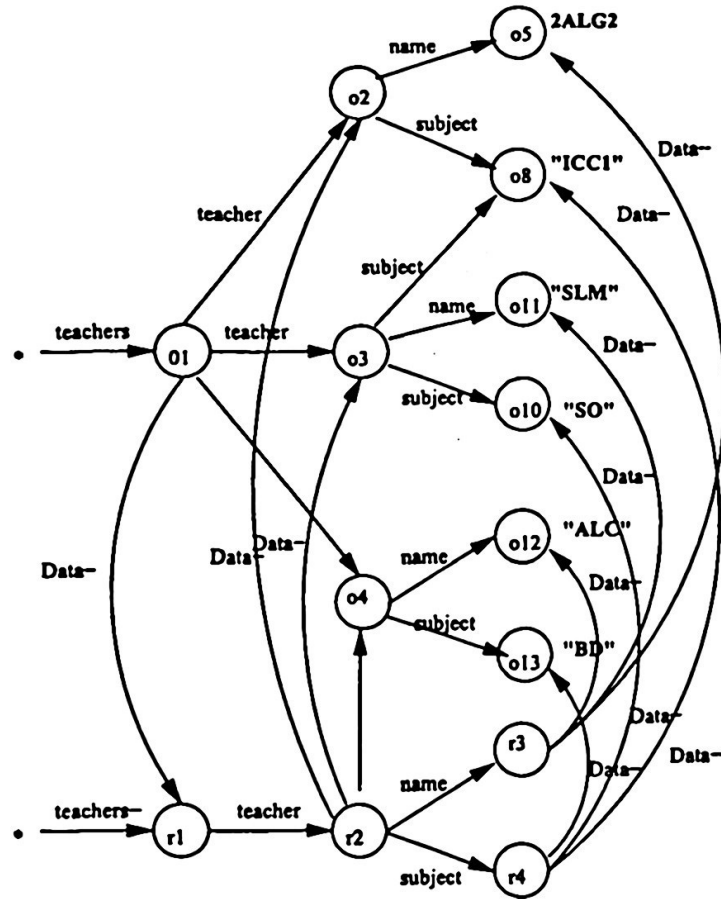 2ALG2
o5
name
o2
subject
Data-
o8
"ICC1"
Data-
teacher
subject
"SLM"
name
o11
teachers
teacher
Data-
01
o3
subject
o10
"SO"
Data-
"ALC"
name
o12
Data-
Data-
Data-
Data-
o4
subject
"BD"
o13
r3
Data-
Data-
name
Data-
teachers-
teacher
r1
r2
subject
r4